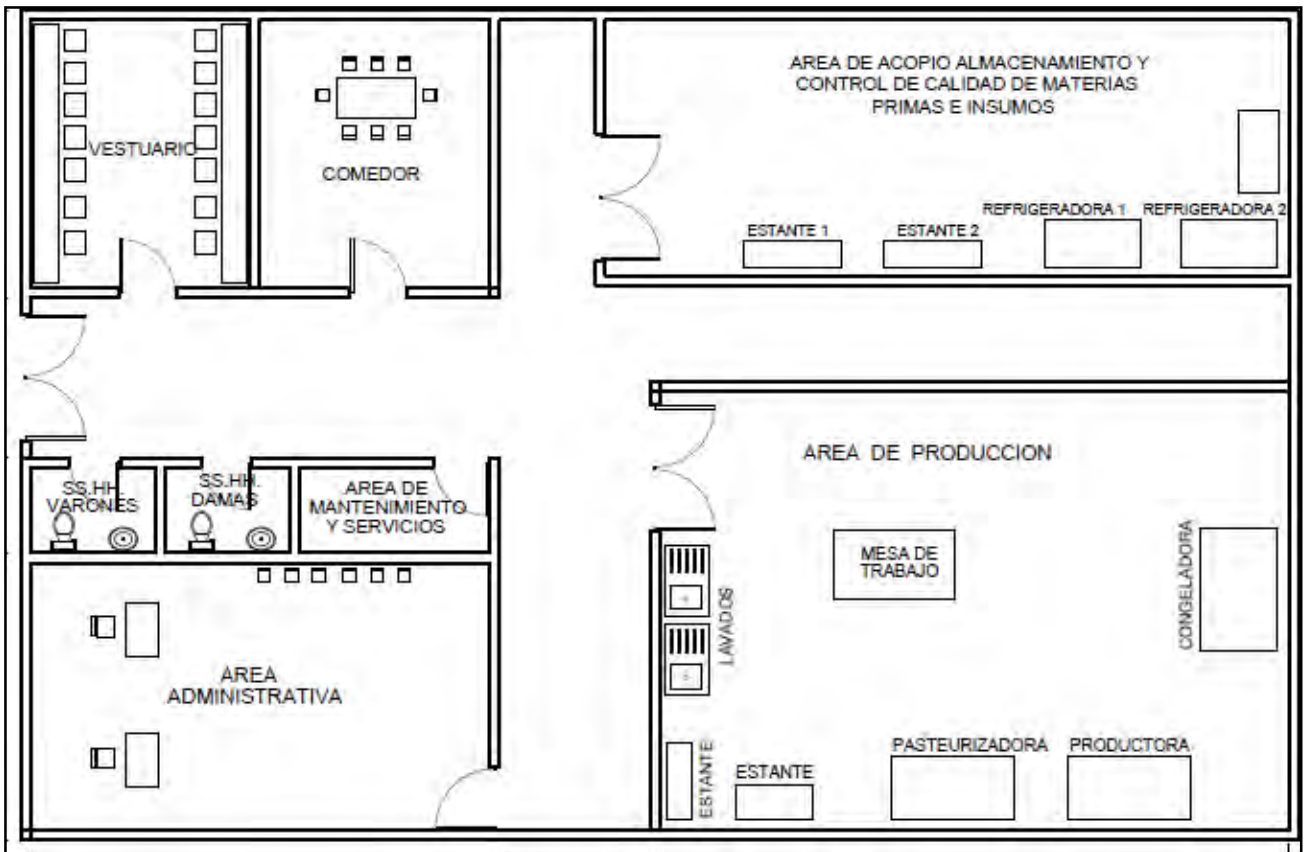 AREA DE ACOPIO ALMACENAMIENTO Y
CONTROL DE CALIDAD DE MATERIAS
PRIMAS E INSUMOS
VESTUARIO
COMEDOR
REFRIGERADORA 1
REFRIGERADORA 2
ESTANTE 1
ESTANTE 2
AREA DE PRODUCCION
SS.HH.
VARONES
SS.HH.
DAMAS
AREA DE
MANTENIMIENTO
Y SERVICIOS
MESA DE
TRABAJO
CONGELADORA
LAVADOS
AREA
ADMINISTRATIVA
ESTANTE
ESTANTE
PASTEURIZADORA
PRODUCTORA